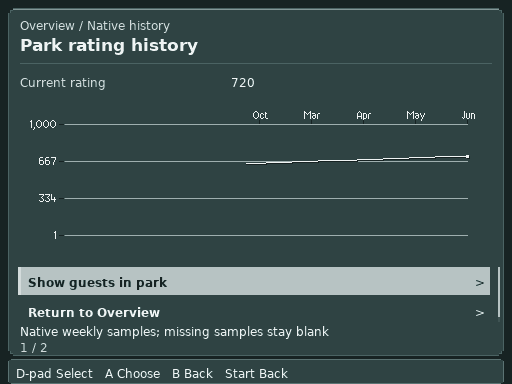 Overview / Native history
Park rating history
Current rating 720
Oct Mar Apr May Jun
1,000
667
334
1
Show guests in park >
Return to Overview >
Native weekly samples; missing samples stay blank
1 / 2
D-pad Select A Choose B Back Start Back